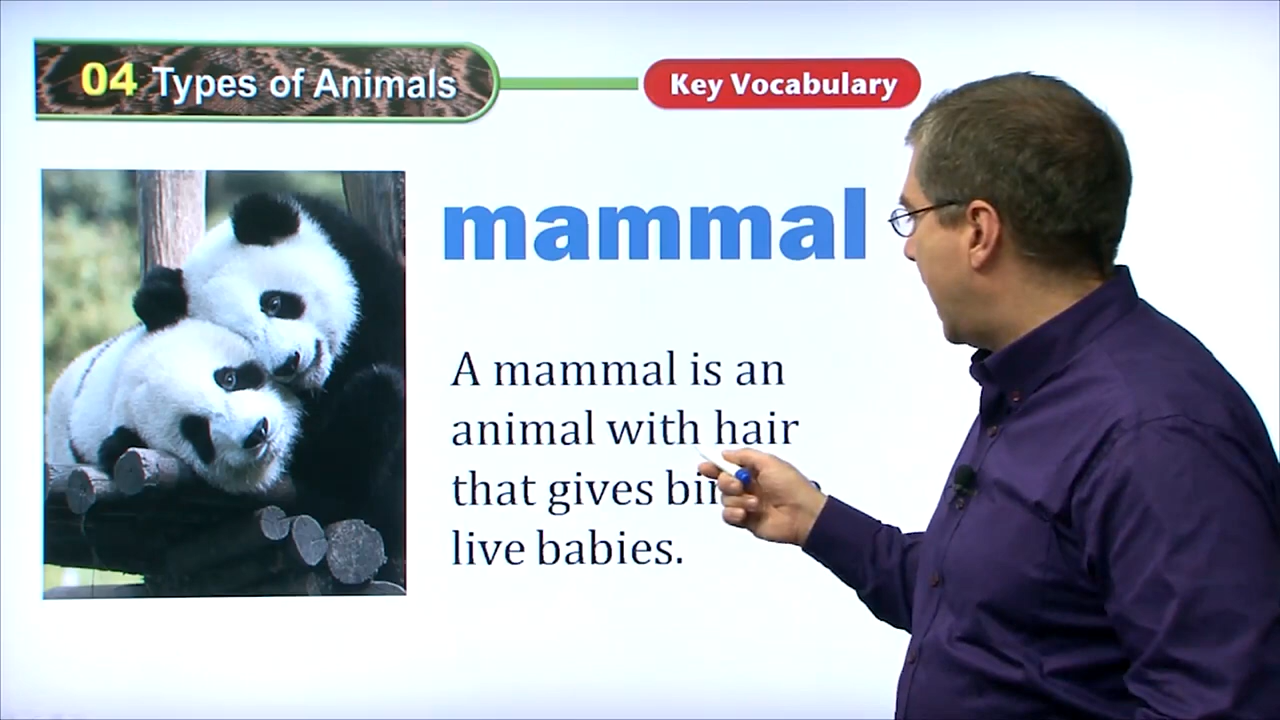 04 Types of Animals
Key Vocabulary
mammal
A mammal is an
animal with hair
that gives
live babies.